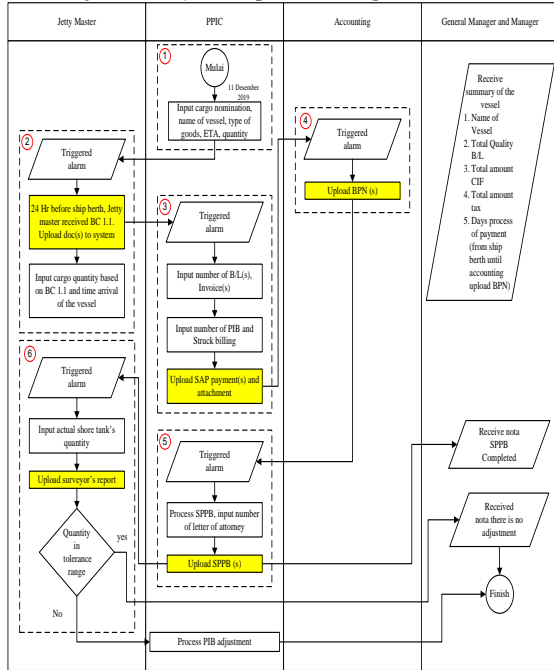 Jetty Master
PPIC
Accounting
General Manager and Manager
1
Mulai
11 Desember
2019
Input cargo nomination,
name of vessel, type of
goods, ETA, quantity
2
Triggered
alarm
24 Hr before ship berth, Jetty
master received BC 1.1.
Upload doc(s) to system
Input cargo quantity based
on BC 1.1 and time arrival
of the vessel
3
Triggered
alarm
Input number of B/L(s),
Invoice(s)
Input number of PIB and
Struck billing
Upload SAP payment(s) and
attachment
4
Triggered
alarm
Upload BPN (s)
Receive
summary of the
vessel
1. Name of
Vessel
2. Total Quality
B/L
3. Total amount
CIF
4. Total amount
tax
5. Days process
of payment
(from ship
berth until
accounting
upload BPN)
5
Triggered
alarm
Process SPPB, input number
of letter of attorney
Upload SPPB (s)
6
Triggered
alarm
Input actual shore tank's
quantity
Upload surveyor's report
Quantity
in
tolerance
range
yes
No
Receive nota
SPPB
Completed
Received
nota there is no
adjustment
Finish
Process PIB adjustment